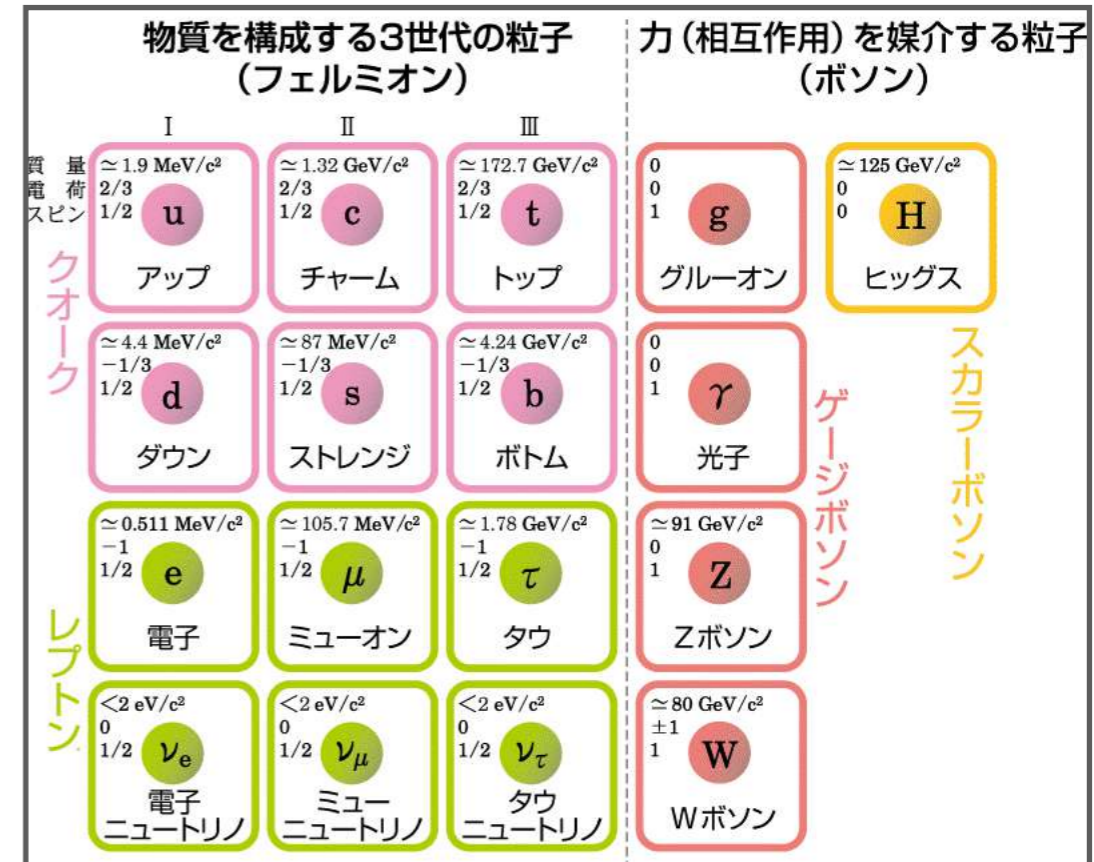 物質を構成する3世代の粒子
（フェルミオン）
力（相互作用）を媒介する粒子
（ボソン）
I
II
III
質量
電荷
スピン
クオーク
≃1.9 MeV/c²
2/3
1/2
u
アップ
≃1.32 GeV/c²
2/3
1/2
c
チャーム
≃172.7 GeV/c²
2/3
1/2
t
トップ
0
0
1
g
グルーオン
≃125 GeV/c²
0
0
H
ヒッグス
≃4.4 MeV/c²
−1/3
1/2
d
ダウン
≃87 MeV/c²
−1/3
1/2
s
ストレンジ
≃4.24 GeV/c²
−1/3
1/2
b
ボトム
0
0
1
γ
光子
ゲージボソン
スカラーボソン
レプトン
≃0.511 MeV/c²
−1
1/2
e
電子
≃105.7 MeV/c²
−1
1/2
μ
ミューオン
≃1.78 GeV/c²
−1
1/2
τ
タウ
≃91 GeV/c²
0
1
Z
Zボソン
<2 eV/c²
0
1/2
νe
電子
ニュートリノ
<2 eV/c²
0
1/2
νμ
ミュー
ニュートリノ
<2 eV/c²
0
1/2
ντ
タウ
ニュートリノ
≃80 GeV/c²
±1
1
W
Wボソン